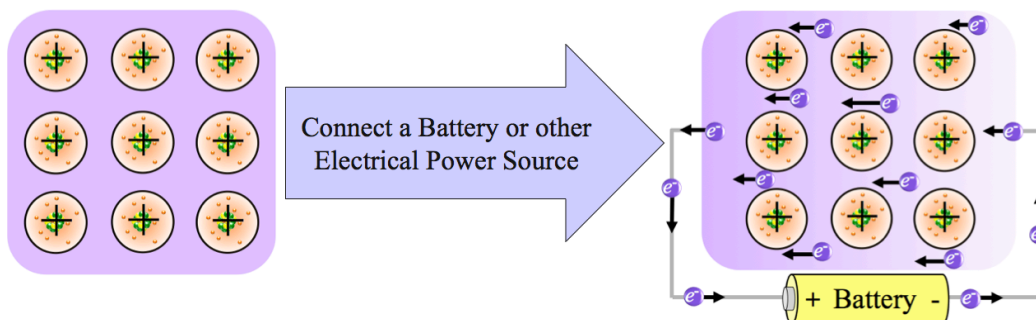 Connect a Battery or other
Electrical Power Source
e⁻
e⁻
e⁻
e⁻
e⁻
e⁻
e⁻
e⁻
e⁻
e⁻
e⁻
e⁻
+ Battery -
e⁻